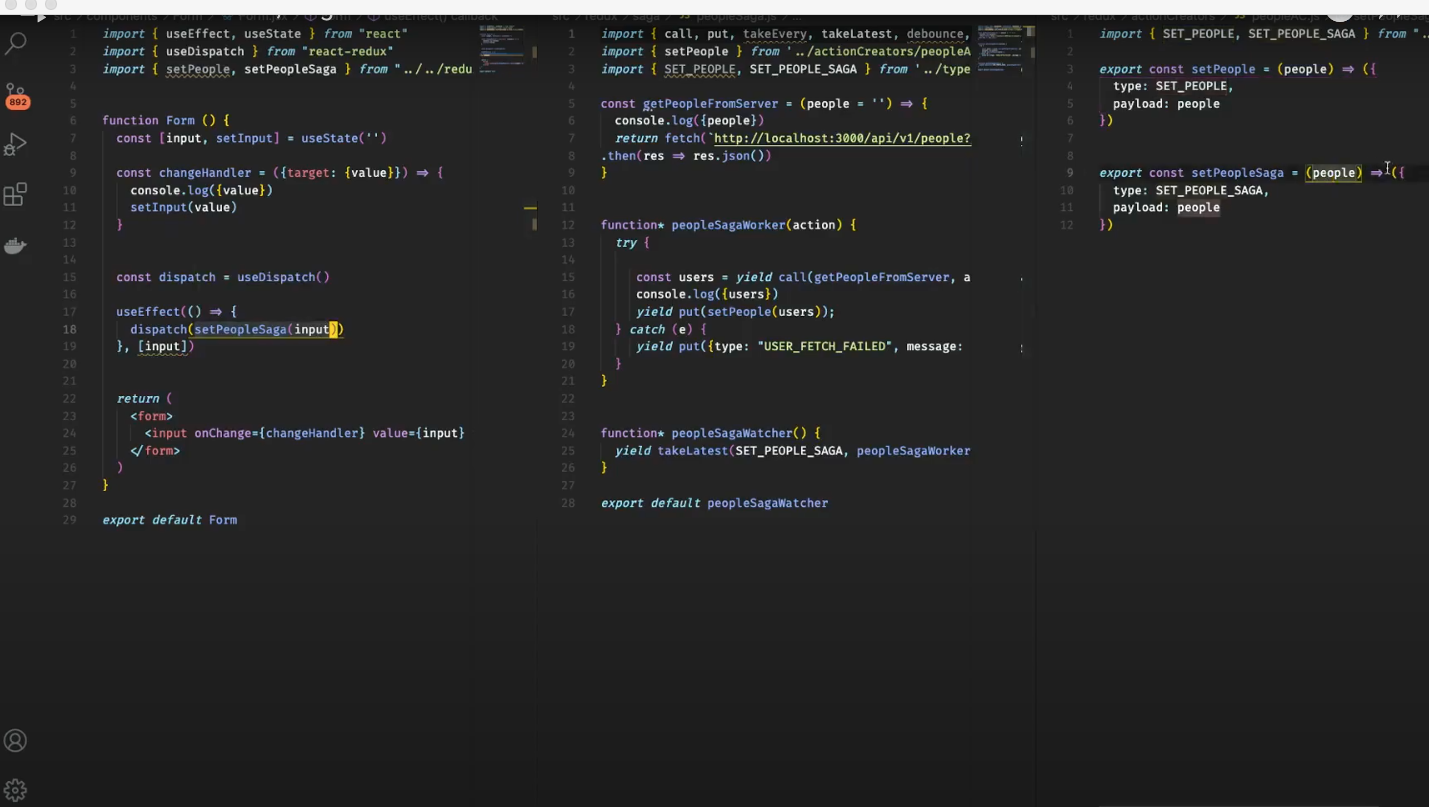 src / components / Form / Form.jsx / Form / useEffect() callback
src / redux / saga / peopleSaga.js / ...
src / redux / actionCreators / peopleAC.js
892
1 import { useEffect, useState } from "react"
2 import { useDispatch } from "react-redux"
3 import { setPeople, setPeopleSaga } from "../../redu
4
5
6 function Form () {
7 const [input, setInput] = useState('')
8
9 const changeHandler = ({target: {value}}) => {
10 console.log({value})
11 setInput(value)
12 }
13
14
15 const dispatch = useDispatch()
16
17 useEffect(() => {
18 dispatch(setPeopleSaga(input))
19 }, [input])
20
21
22 return (
23 <form>
24 <input onChange={changeHandler} value={input}
25 </form>
26 )
27 }
28
29 export default Form
1 import { call, put, takeEvery, takeLatest, debounce,
2 import { setPeople } from '../actionCreators/peopleA
3 import { SET_PEOPLE, SET_PEOPLE_SAGA } from '../type
4
5 const getPeopleFromServer = (people = '') => {
6 console.log({people})
7 return fetch(`http://localhost:3000/api/v1/people?
8 .then(res => res.json())
9 }
10
11
12 function* peopleSagaWorker(action) {
13 try {
14
15 const users = yield call(getPeopleFromServer, a
16 console.log({users})
17 yield put(setPeople(users));
18 } catch (e) {
19 yield put({type: "USER_FETCH_FAILED", message:
20 }
21 }
22
23
24 function* peopleSagaWatcher() {
25 yield takeLatest(SET_PEOPLE_SAGA, peopleSagaWorker
26 }
27
28 export default peopleSagaWatcher
1 import { SET_PEOPLE, SET_PEOPLE_SAGA } from "..
2
3 export const setPeople = (people) => ({
4 type: SET_PEOPLE,
5 payload: people
6 })
7
8
9 export const setPeopleSaga = (people) => ({
10 type: SET_PEOPLE_SAGA,
11 payload: people
12 })